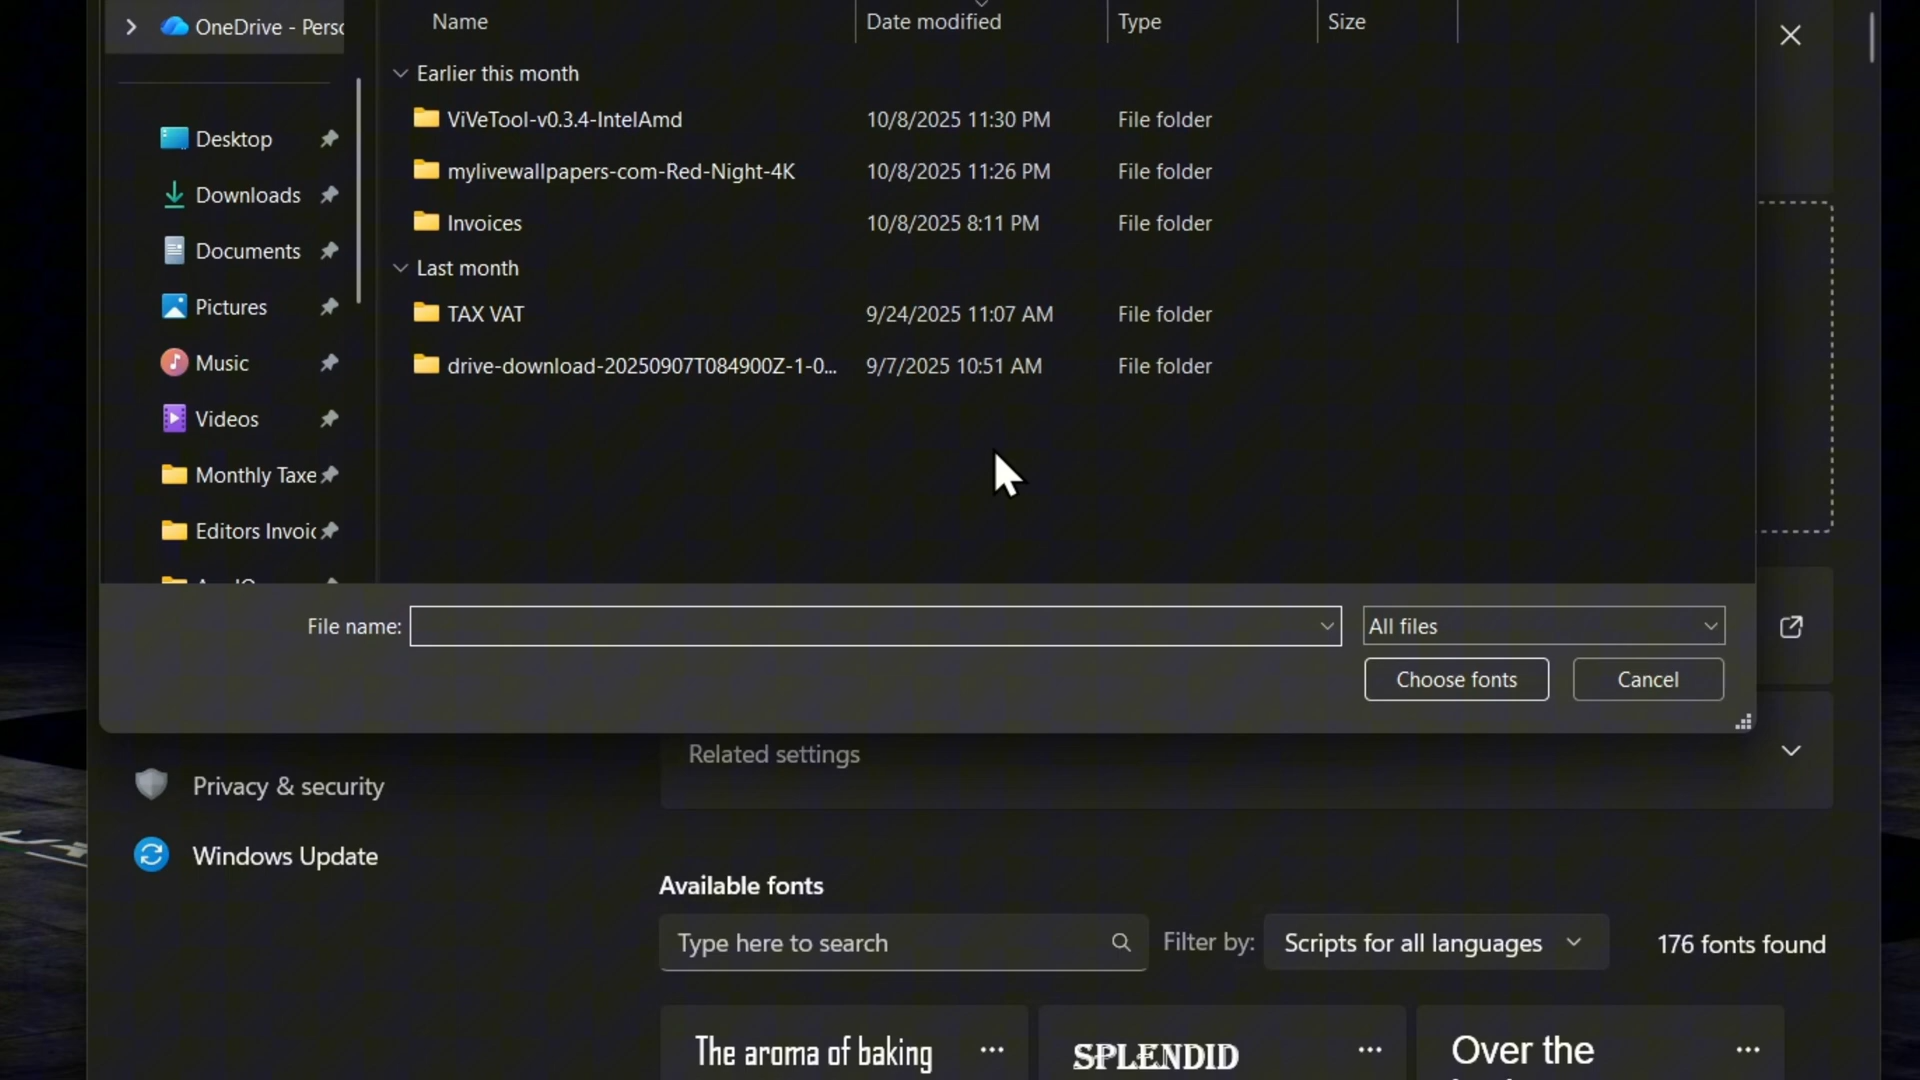 OneDrive - Perso
Name
Date modified
Type
Size
Earlier this month
ViVeTool-v0.3.4-IntelAmd 10/8/2025 11:30 PM File folder
mylivewallpapers-com-Red-Night-4K 10/8/2025 11:26 PM File folder
Invoices 10/8/2025 8:11 PM File folder
Last month
TAX VAT 9/24/2025 11:07 AM File folder
drive-download-20250907T084900Z-1-0... 9/7/2025 10:51 AM File folder
Desktop
Downloads
Documents
Pictures
Music
Videos
Monthly Taxe
Editors Invoic
File name:
All files
Choose fonts
Cancel
Related settings
Privacy & security
Windows Update
Available fonts
Type here to search
Filter by:
Scripts for all languages
176 fonts found
The aroma of baking
SPLENDID
Over the